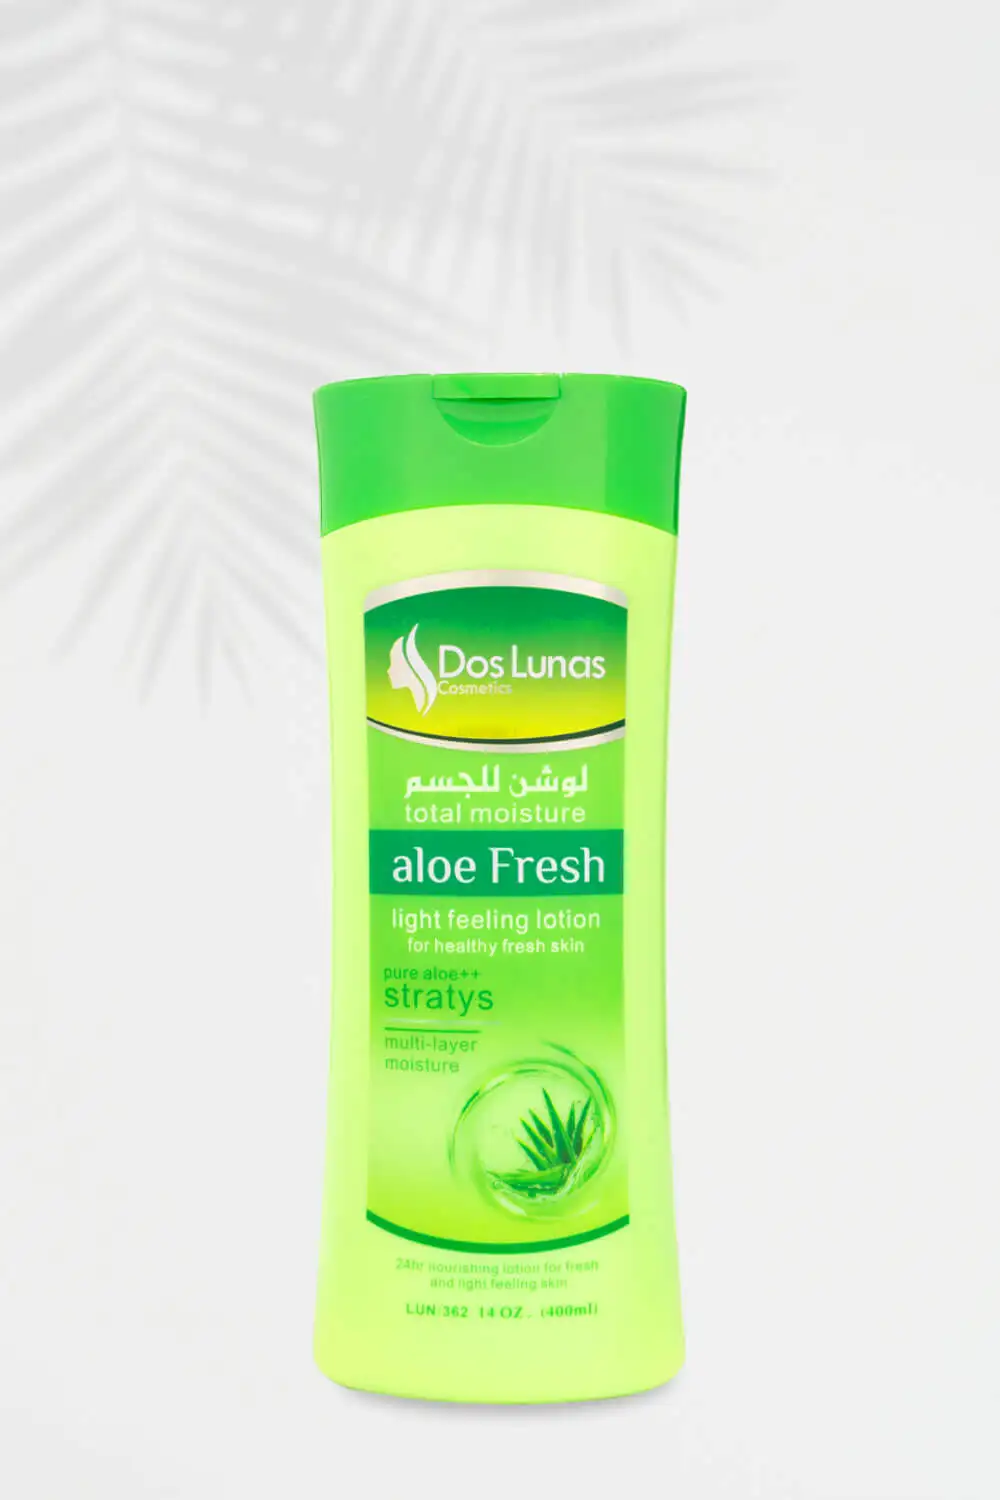 Dos Lunas
Cosmetics
لوشن للجسم
total moisture
aloe Fresh
light feeling lotion
for healthy fresh skin
pure aloe++
stratys
multi-layer
moisture
24hr nourishing lotion for fresh
and light feeling skin
LUN 362 14 OZ. (400ml)